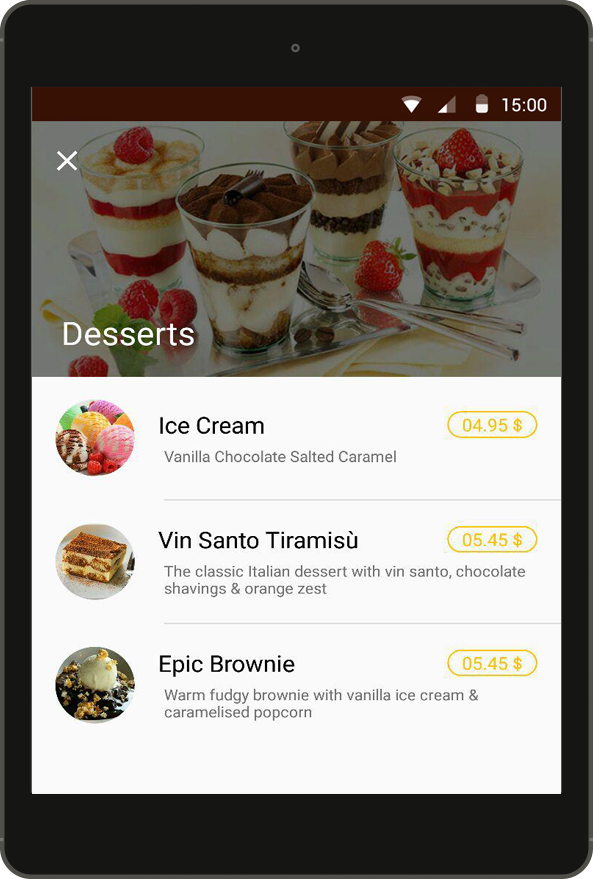 15:00
Desserts
Ice Cream
04.95 $
Vanilla Chocolate Salted Caramel
Vin Santo Tiramisù
05.45 $
The classic Italian dessert with vin santo, chocolate
shavings & orange zest
Epic Brownie
05.45 $
Warm fudgy brownie with vanilla ice cream &
caramelised popcorn